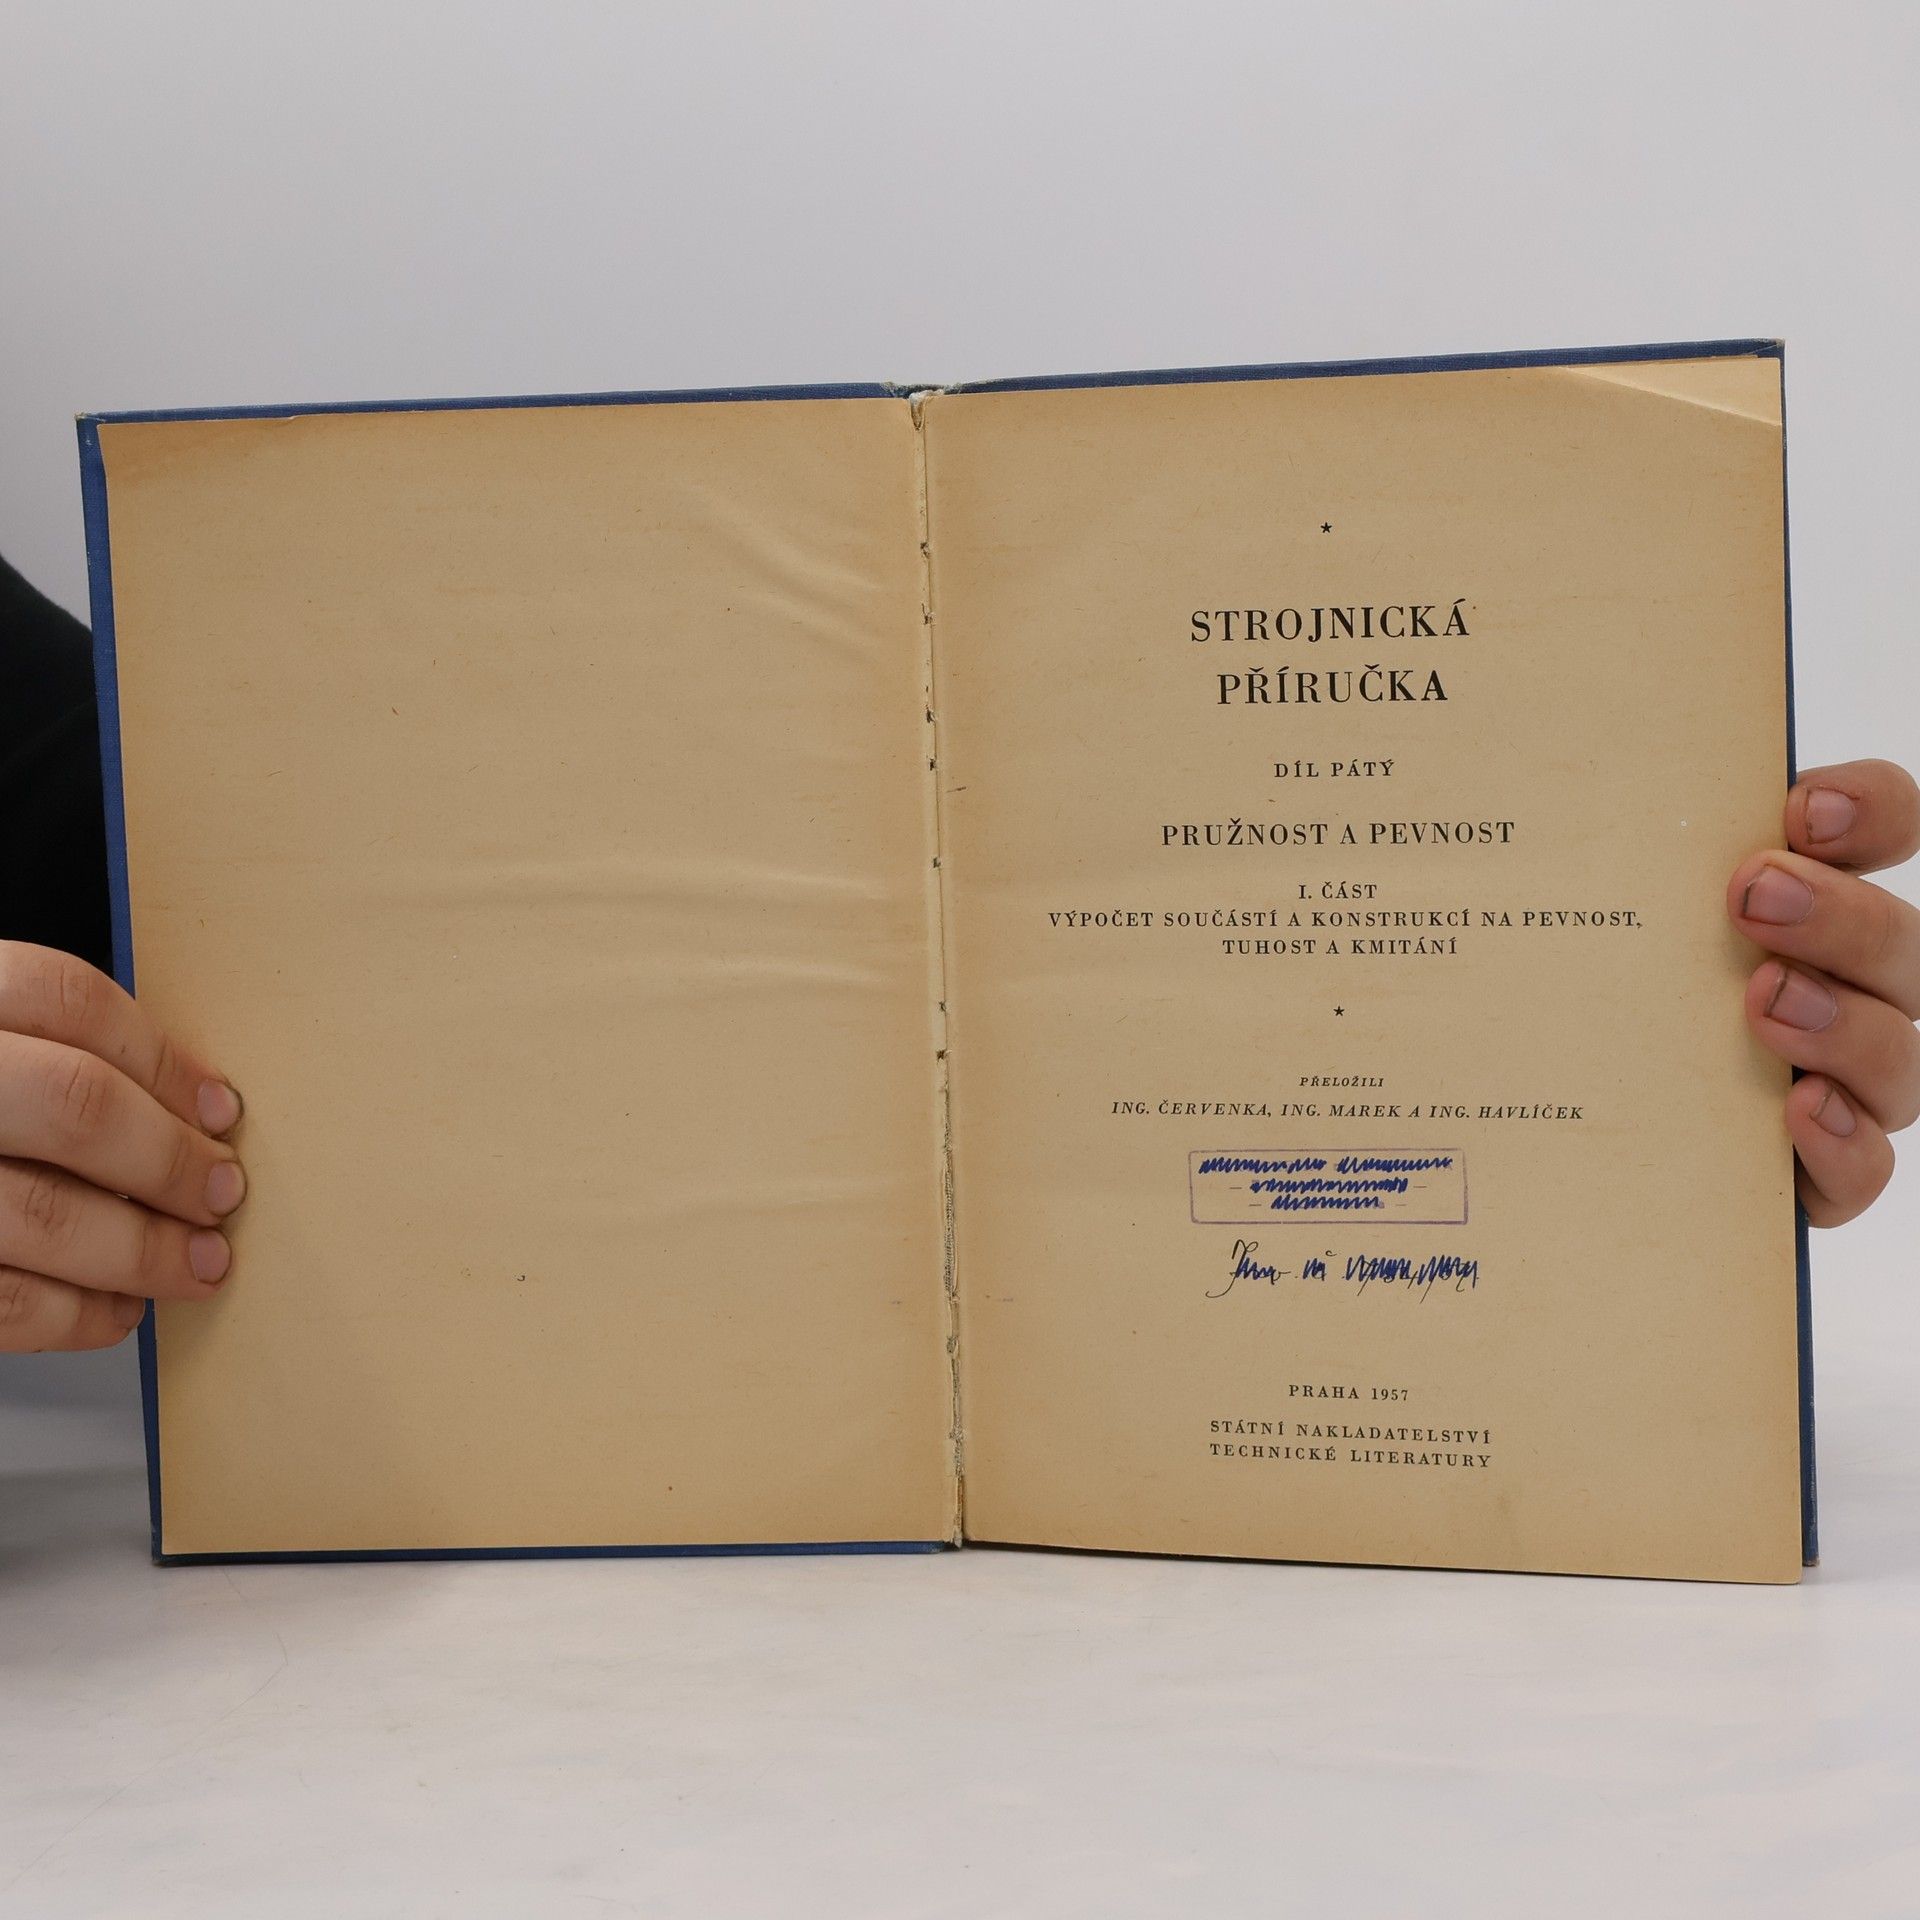 ★
STROJNICKÁ
PŘÍRUČKA
DÍL PÁTÝ
PRUŽNOST A PEVNOST
I. ČÁST
VÝPOČET SOUČÁSTÍ A KONSTRUKCÍ NA PEVNOST,
TUHOST A KMITÁNÍ
★
PŘELOŽILI
ING. ČERVENKA, ING. MAREK A ING. HAVLÍČEK
PRAHA 1957
STÁTNÍ NAKLADATELSTVÍ
TECHNICKÉ LITERATURY